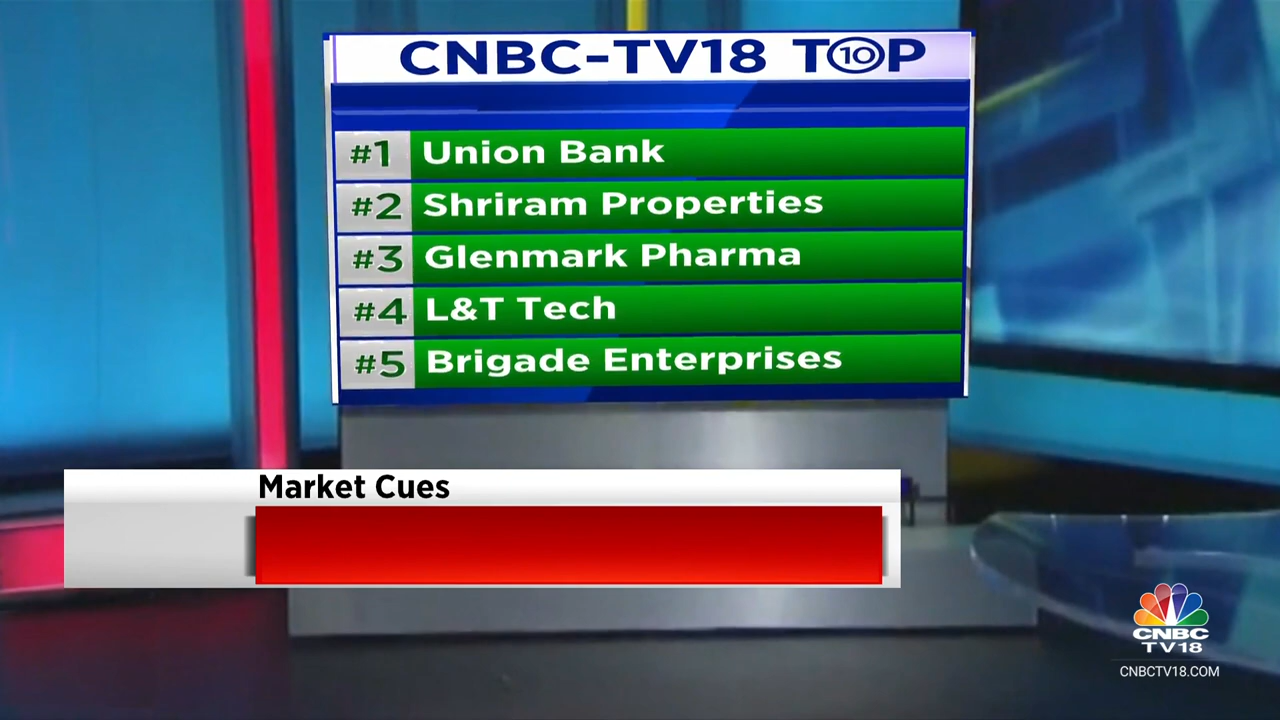 CNBC-TV18 TOP 10
#1 Union Bank
#2 Shriram Properties
#3 Glenmark Pharma
#4 L&T Tech
#5 Brigade Enterprises
Market Cues
CNBC
TV18
CNBCTV18.COM